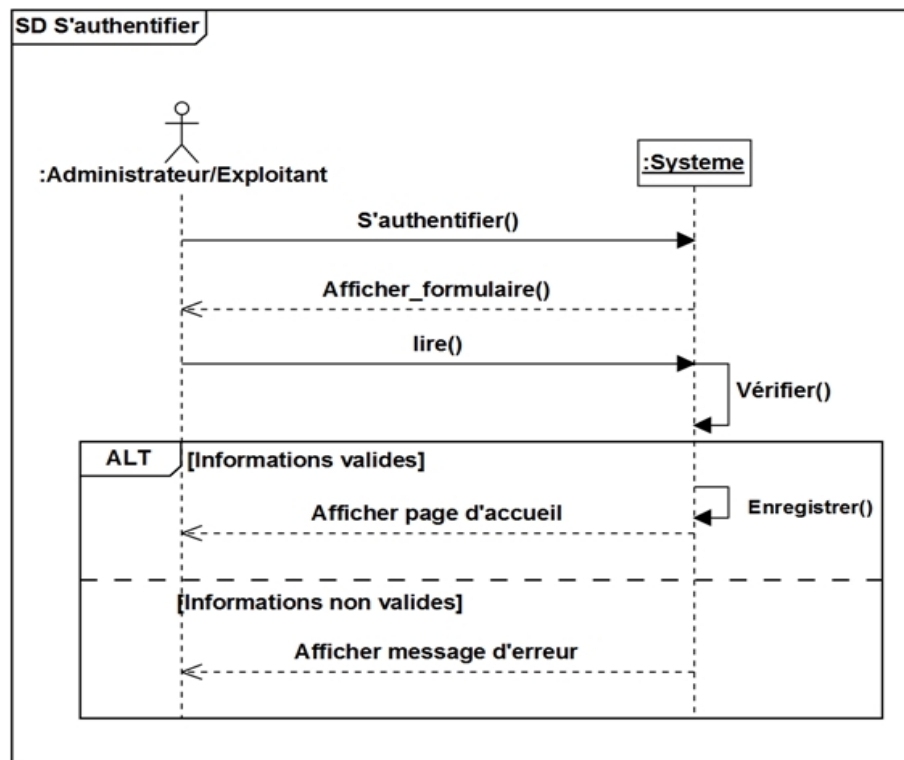 SD S'authentifier
:Administrateur/Exploitant
:Systeme
S'authentifier()
Afficher_formulaire()
lire()
Vérifier()
ALT
[Informations valides]
Enregistrer()
Afficher page d'accueil
[Informations non valides]
Afficher message d'erreur